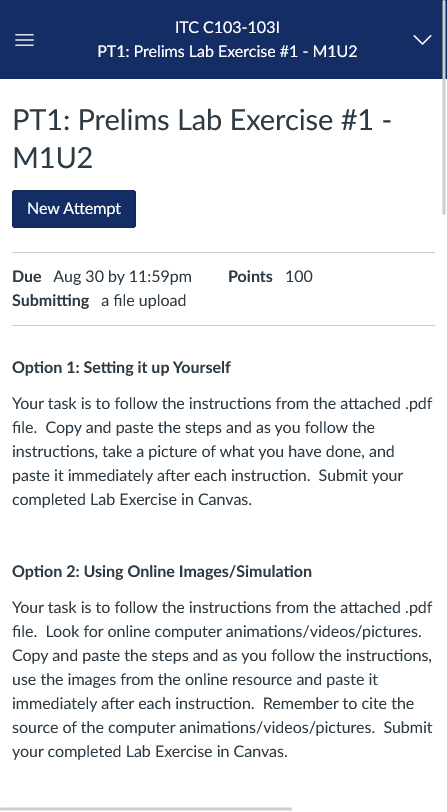 ITC C103-103I
PT1: Prelims Lab Exercise #1 - M1U2
PT1: Prelims Lab Exercise #1 -
M1U2
New Attempt
Due Aug 30 by 11:59pm Points 100
Submitting a file upload
Option 1: Setting it up Yourself
Your task is to follow the instructions from the attached .pdf
file. Copy and paste the steps and as you follow the
instructions, take a picture of what you have done, and
paste it immediately after each instruction. Submit your
completed Lab Exercise in Canvas.
Option 2: Using Online Images/Simulation
Your task is to follow the instructions from the attached .pdf
file. Look for online computer animations/videos/pictures.
Copy and paste the steps and as you follow the instructions,
use the images from the online resource and paste it
immediately after each instruction. Remember to cite the
source of the computer animations/videos/pictures. Submit
your completed Lab Exercise in Canvas.